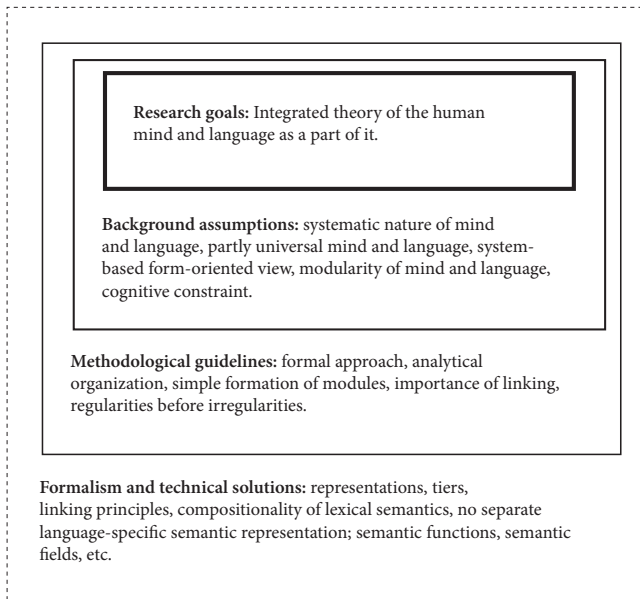 Research goals: Integrated theory of the human
mind and language as a part of it.
Background assumptions: systematic nature of mind
and language, partly universal mind and language, system-
based form-oriented view, modularity of mind and language,
cognitive constraint.
Methodological guidelines: formal approach, analytical
organization, simple formation of modules, importance of linking,
regularities before irregularities.
Formalism and technical solutions: representations, tiers,
linking principles, compositionality of lexical semantics, no separate
language-specific semantic representation; semantic functions, semantic
fields, etc.